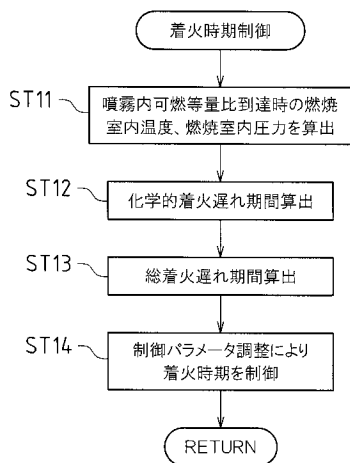 着火時期制御
ST11
噴霧内可燃等量比到達時の燃焼
室内温度、燃焼室内圧力を算出
ST12
化学的着火遅れ期間算出
ST13
総着火遅れ期間算出
ST14
制御パラメータ調整により
着火時期を制御
RETURN